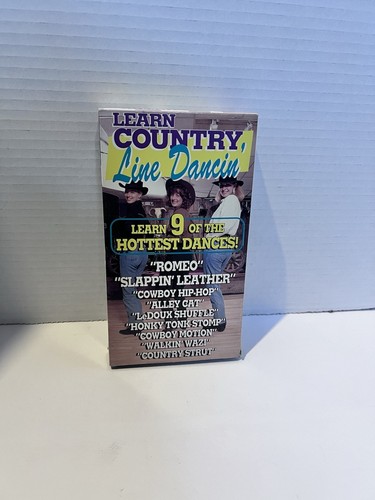 LEARN
COUNTRY,
Line Dancin'
LEARN 9 OF THE
HOTTEST DANCES!
"ROMEO"
"SLAPPIN' LEATHER"
"COWBOY HIP-HOP"
"ALLEY CAT"
"LeDOUX SHUFFLE"
"HONKY TONK STOMP"
"COWBOY MOTION"
"WALKIN' WAZI"
"COUNTRY STRUT"